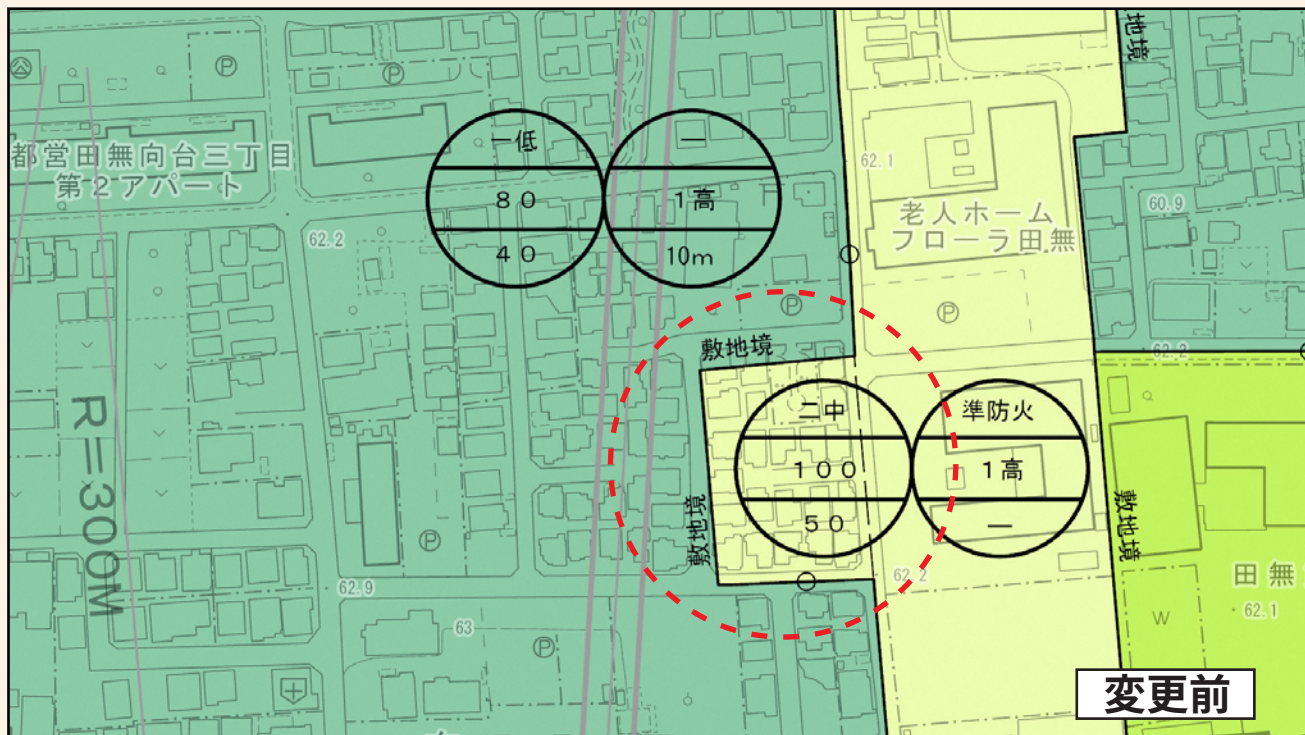 都営田無向台三丁目
第2アパート
一低
80
40
一
1高
10m
62.1
老人ホーム
フローラ田無
60.9
62.2
敷地境
二中
100
50
準防火
1高
一
敷地境
敷地境
62.2
62.2
R=300M
62.9
63
田無
62.1
W
P
P
P
P
P
P
地境
変更前